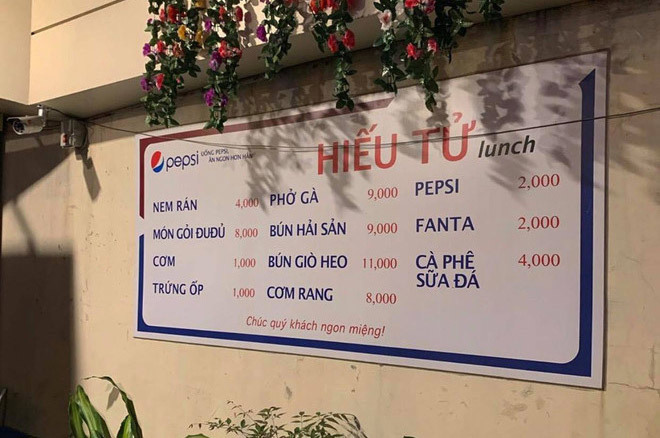 pepsi
UỐNG PEPSI,
ĂN NGON HƠN HẲN
HIẾU TỬ lunch
NEM RÁN 4,000
MÓN GỎI ĐUĐỦ 8,000
CƠM 1,000
TRỨNG ỐP 1,000
PHỞ GÀ 9,000
BÚN HẢI SẢN 9,000
BÚN GIÒ HEO 11,000
CƠM RANG 8,000
PEPSI 2,000
FANTA 2,000
CÀ PHÊ 4,000
SỮA ĐÁ
Chúc quý khách ngon miệng!